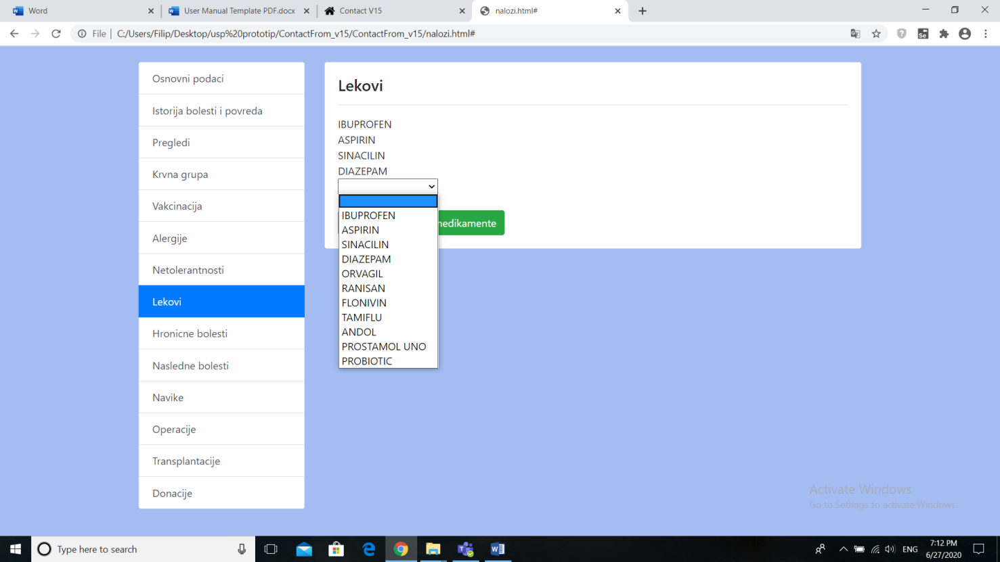 Word
User Manual Template PDF.docx
Contact V15
nalozi.html#
File
C:/Users/Filip/Desktop/usp%20prototip/ContactFrom_v15/ContactFrom_v15/nalozi.html#
Osnovni podaci
Istorija bolesti i povreda
Pregledi
Krvna grupa
Vakcinacija
Alergije
Netolerantnosti
Lekovi
Hronicne bolesti
Nasledne bolesti
Navike
Operacije
Transplantacije
Donacije
Lekovi
IBUPROFEN
ASPIRIN
SINACILIN
DIAZEPAM
IBUPROFEN
ASPIRIN
SINACILIN
DIAZEPAM
ORVAGIL
RANISAN
FLONIVIN
TAMIFLU
ANDOL
PROSTAMOL UNO
PROBIOTIC
Activate Windows
Go to Settings to activate Windows.
Type here to search
ENG
7:12 PM
6/27/2020